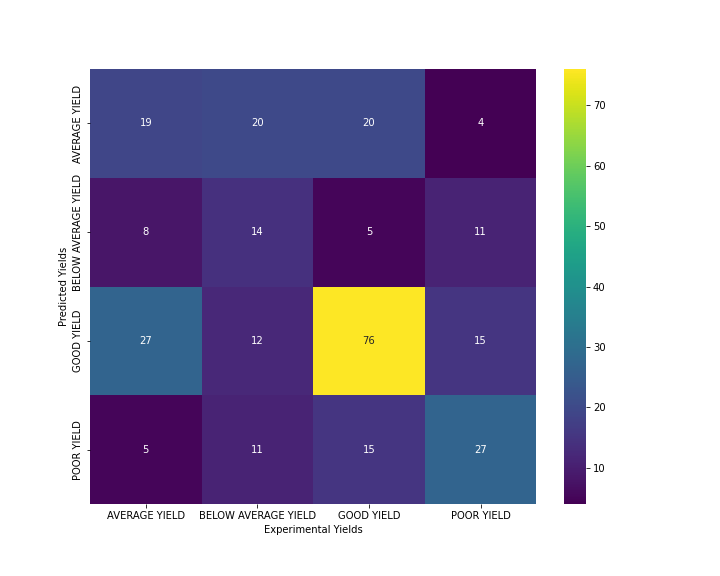 AVERAGE YIELD
BELOW AVERAGE YIELD
GOOD YIELD
POOR YIELD
Predicted Yields
19 20 20 4
8 14 5 11
27 12 76 15
5 11 15 27
AVERAGE YIELD BELOW AVERAGE YIELD GOOD YIELD POOR YIELD
Experimental Yields
70
60
50
40
30
20
10